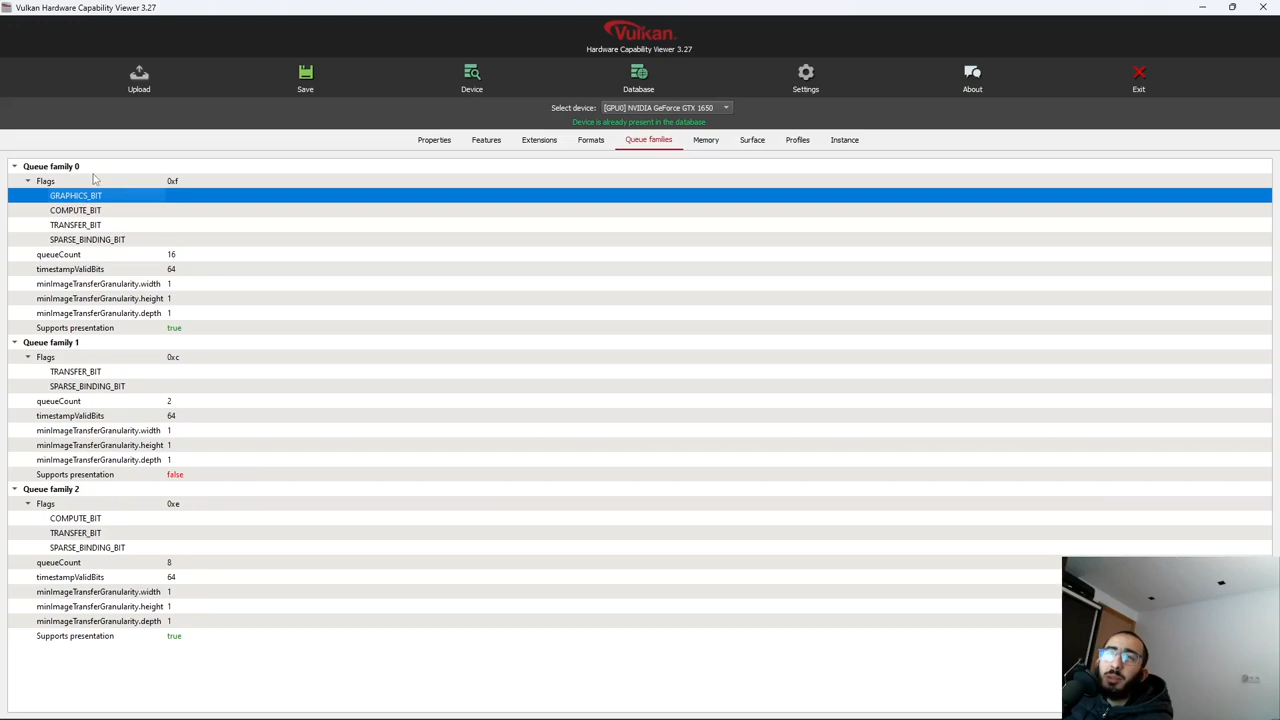 Vulkan Hardware Capability Viewer 3.27
Vulkan.
Hardware Capability Viewer 3.27
Upload Save Device Database Settings About Exit
Select device: [GPU0] NVIDIA GeForce GTX 1650
Device is already present in the database
Properties Features Extensions Formats Queue families Memory Surface Profiles Instance
Queue family 0
Flags 0xf
GRAPHICS_BIT
COMPUTE_BIT
TRANSFER_BIT
SPARSE_BINDING_BIT
queueCount 16
timestampValidBits 64
minImageTransferGranularity.width 1
minImageTransferGranularity.height 1
minImageTransferGranularity.depth 1
Supports presentation true
Queue family 1
Flags 0xc
TRANSFER_BIT
SPARSE_BINDING_BIT
queueCount 2
timestampValidBits 64
minImageTransferGranularity.width 1
minImageTransferGranularity.height 1
minImageTransferGranularity.depth 1
Supports presentation false
Queue family 2
Flags 0xe
COMPUTE_BIT
TRANSFER_BIT
SPARSE_BINDING_BIT
queueCount 8
timestampValidBits 64
minImageTransferGranularity.width 1
minImageTransferGranularity.height 1
minImageTransferGranularity.depth 1
Supports presentation true